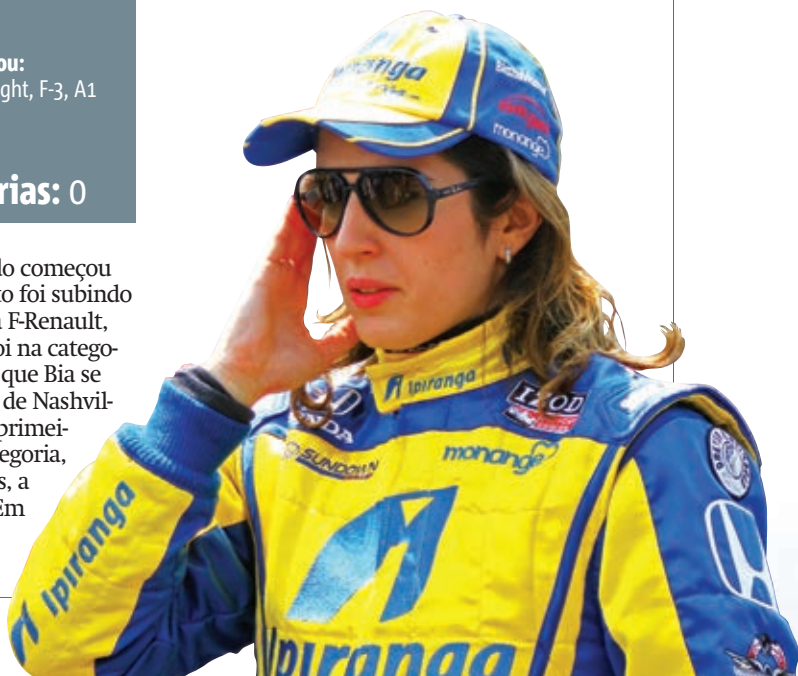 ou:
ght, F-3, A1
rias: 0
do começou
to foi subindo
a F-Renault,
oi na catego-
que Bia se
de Nashvil-
primei-
egoria,
s, a
Em
Ipiranga
Ipiranga
Ipiranga
Ipiranga
monange
monange
SUNDOWN
IZOD